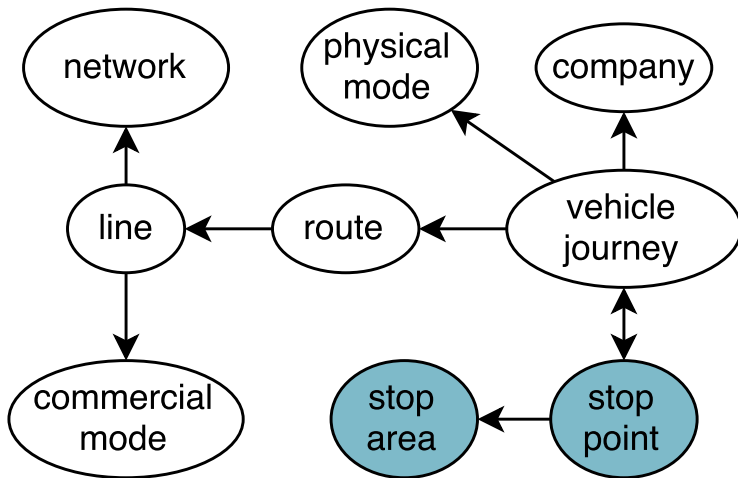 network
physical
mode
company
line
route
vehicle
journey
commercial
mode
stop
area
stop
point